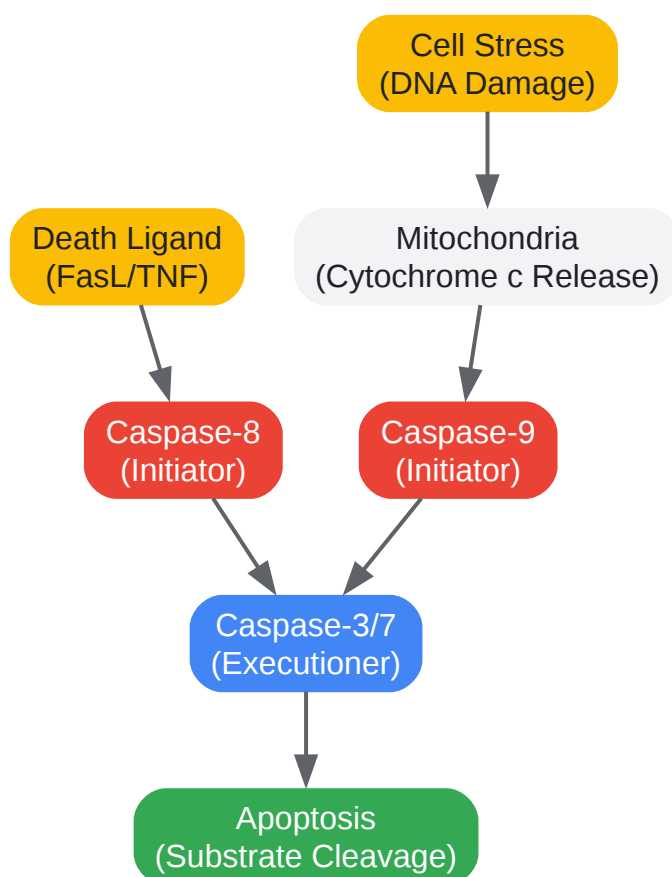 Cell Stress
(DNA Damage)
Death Ligand
(FasL/TNF)
Mitochondria
(Cytochrome c Release)
Caspase-8
(Initiator)
Caspase-9
(Initiator)
Caspase-3/7
(Executioner)
Apoptosis
(Substrate Cleavage)